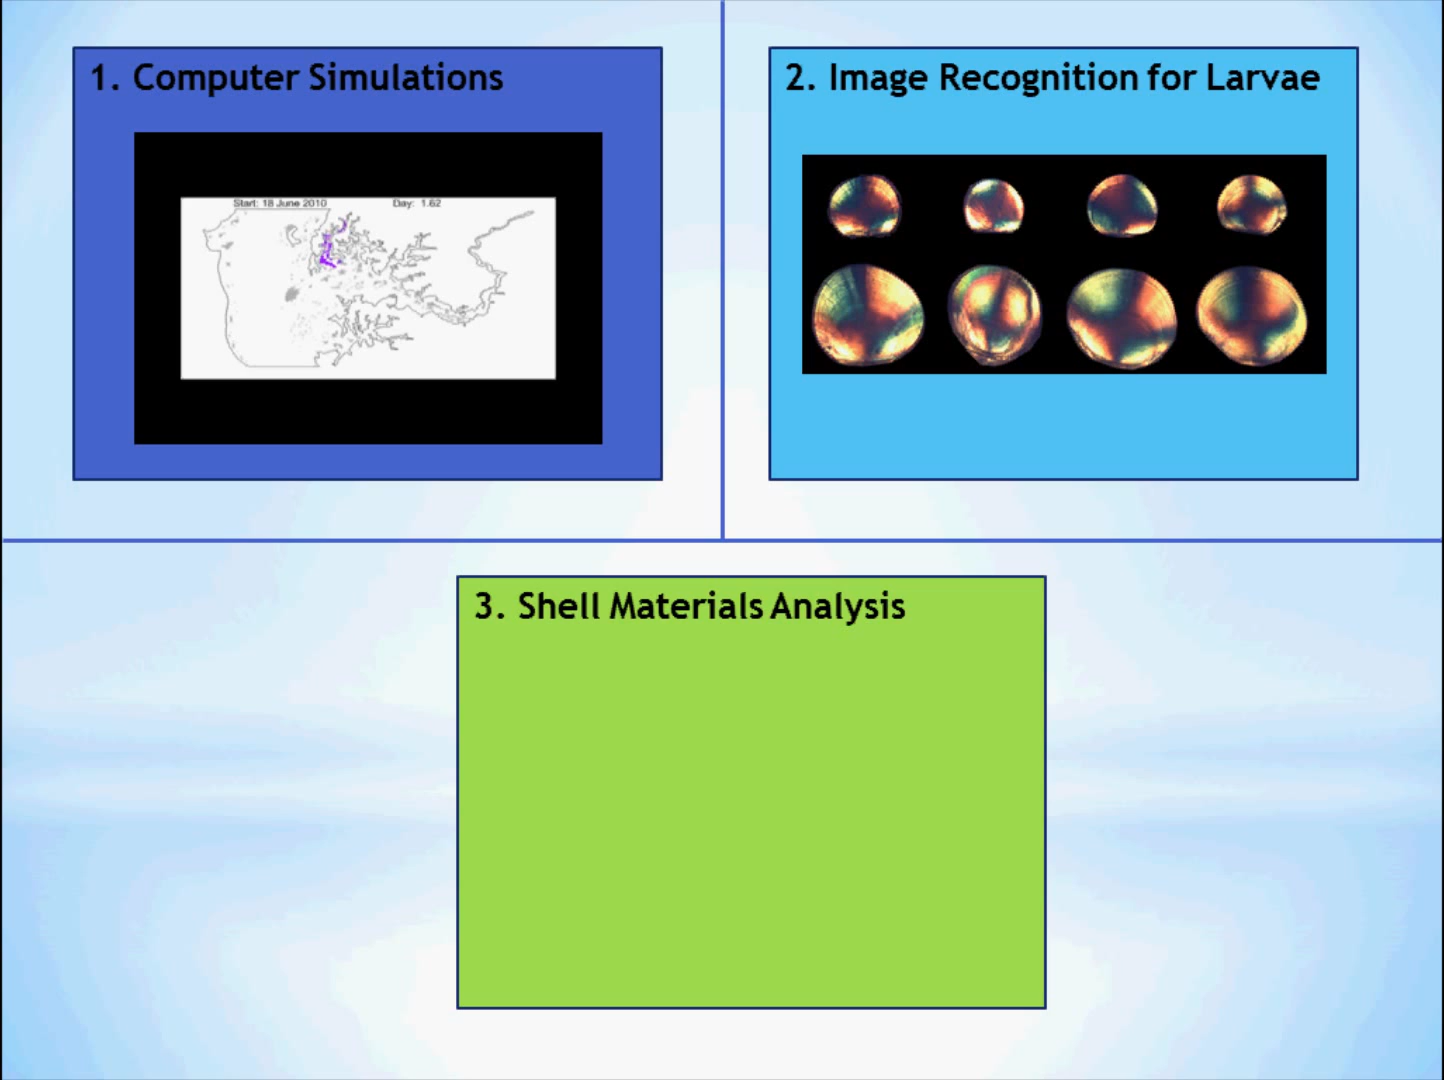 1. Computer Simulations
Start: 18 June 2010 Day: 1.62
2. Image Recognition for Larvae
3. Shell Materials Analysis